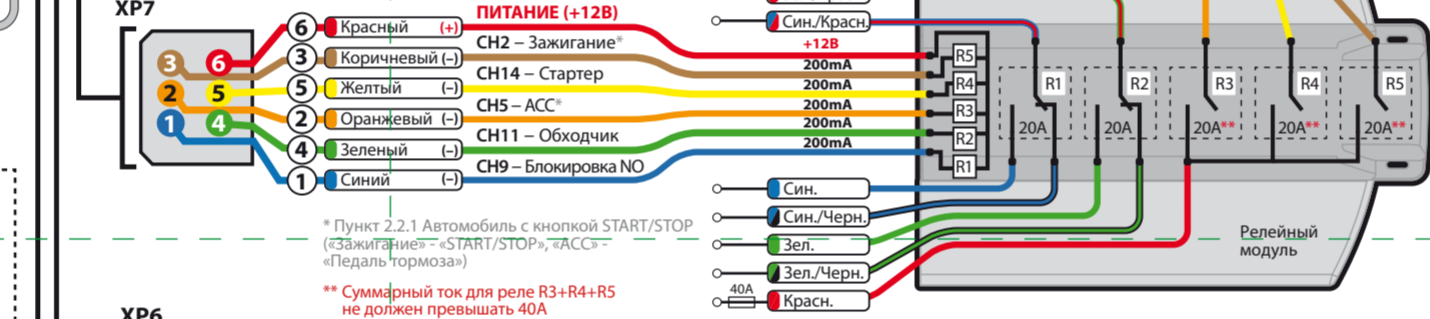 XP7
3
6
2
5
1
4
6 Красный (+)
ПИТАНИЕ (+12В)
3 Коричневый (–)
CH2 – Зажигание*
5 Желтый (–)
CH14 – Стартер
2 Оранжевый (–)
CH5 – ACC*
4 Зеленый (–)
CH11 – Обходчик
1 Синий (–)
CH9 – Блокировка NO
Син./Красн.
+12В
200mA
200mA
200mA
200mA
200mA
R5
R4
R3
R2
R1
R1
R2
R3
R4
R5
20A
20A
20A**
20A**
20A**
Син.
Син./Черн.
Зел.
Зел./Черн.
40A
Красн.
Релейный
модуль
* Пункт 2.2.1 Автомобиль с кнопкой START/STOP
(«Зажигание» - «START/STOP», «ACC» -
«Педаль тормоза»)
** Суммарный ток для реле R3+R4+R5
не должен превышать 40A
XP6